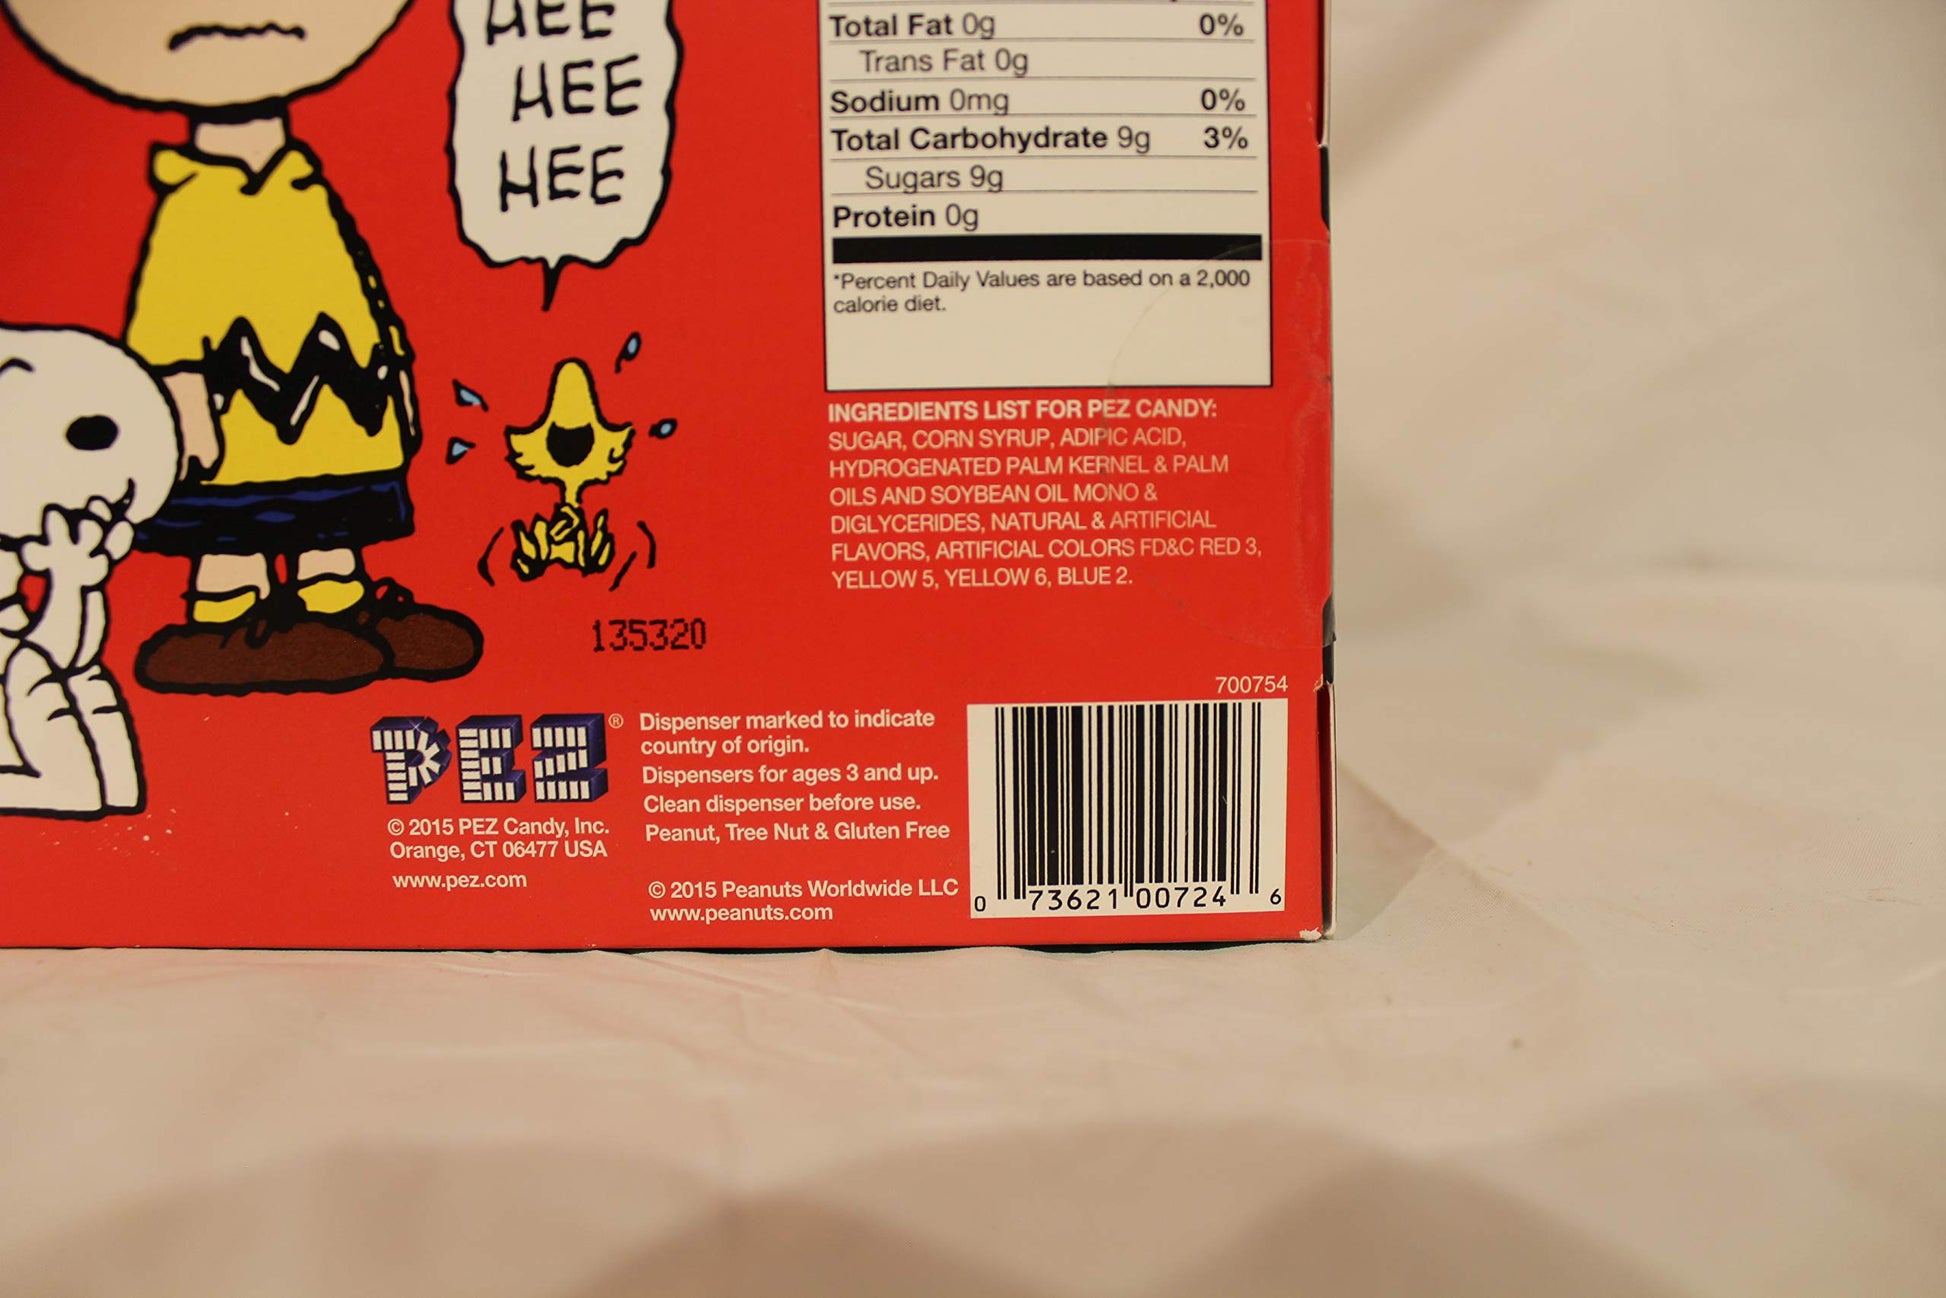 HEE
HEE
HEE
Total Fat 0g 0%
Trans Fat 0g
Sodium 0mg 0%
Total Carbohydrate 9g 3%
Sugars 9g
Protein 0g
*Percent Daily Values are based on a 2,000
calorie diet.
INGREDIENTS LIST FOR PEZ CANDY:
SUGAR, CORN SYRUP, ADIPIC ACID,
HYDROGENATED PALM KERNEL & PALM
OILS AND SOYBEAN OIL MONO &
DIGLYCERIDES, NATURAL & ARTIFICIAL
FLAVORS, ARTIFICIAL COLORS FD&C RED 3,
YELLOW 5, YELLOW 6, BLUE 2.
135320
PEZ®
© 2015 PEZ Candy, Inc.
Orange, CT 06477 USA
www.pez.com
Dispenser marked to indicate
country of origin.
Dispensers for ages 3 and up.
Clean dispenser before use.
Peanut, Tree Nut & Gluten Free
© 2015 Peanuts Worldwide LLC
www.peanuts.com
700754
0 73621 00724 6